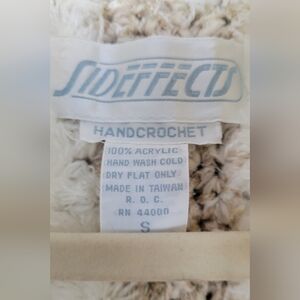 SIDEFFECTS
HANDCROCHET
100% ACRYLIC
HAND WASH COLD
DRY FLAT ONLY
MADE IN TAIWAN
R. O. C.
RN 44000
S